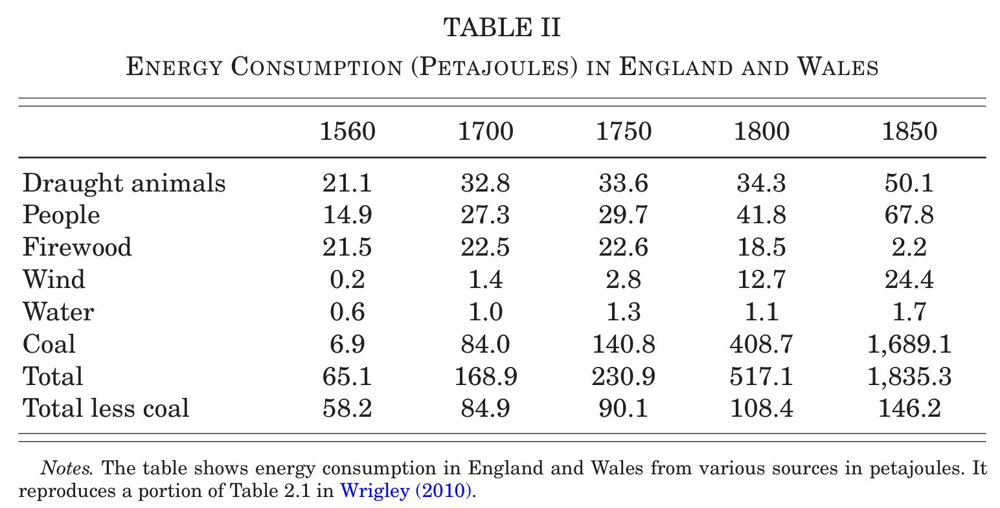 TABLE II
ENERGY CONSUMPTION (PETAJOULES) IN ENGLAND AND WALES
1560 1700 1750 1800 1850
Draught animals 21.1 32.8 33.6 34.3 50.1
People 14.9 27.3 29.7 41.8 67.8
Firewood 21.5 22.5 22.6 18.5 2.2
Wind 0.2 1.4 2.8 12.7 24.4
Water 0.6 1.0 1.3 1.1 1.7
Coal 6.9 84.0 140.8 408.7 1,689.1
Total 65.1 168.9 230.9 517.1 1,835.3
Total less coal 58.2 84.9 90.1 108.4 146.2
Notes. The table shows energy consumption in England and Wales from various sources in petajoules. It
reproduces a portion of Table 2.1 in Wrigley (2010).